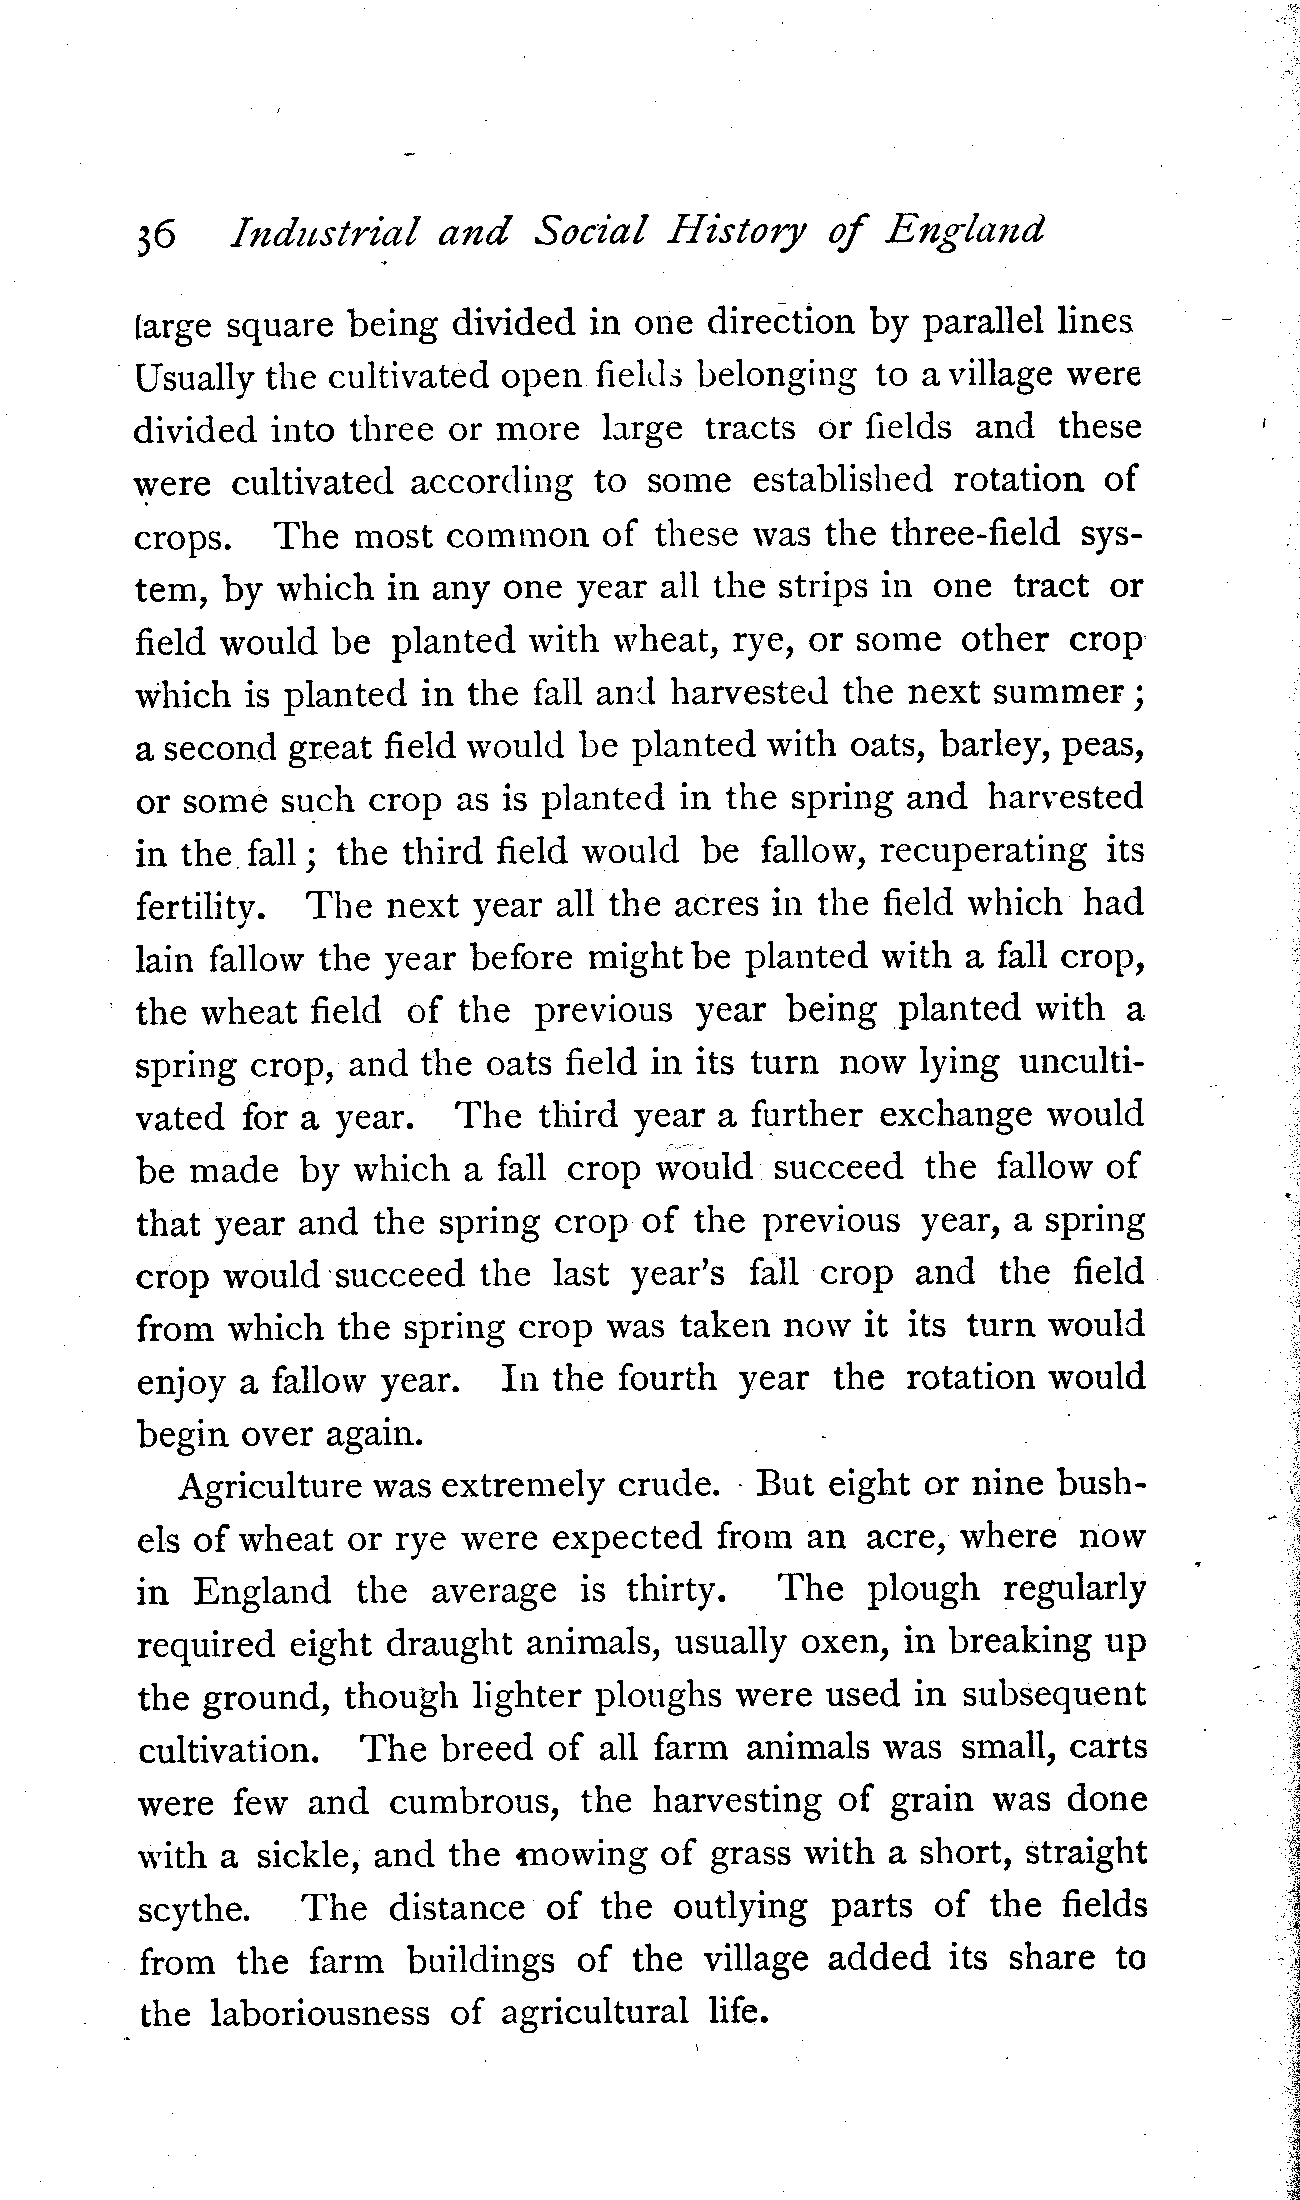 36 Industrial and Social History of England
large square being divided in one direction by parallel lines
Usually the cultivated open fields belonging to a village were
divided into three or more large tracts or fields and these
were cultivated according to some established rotation of
crops. The most common of these was the three-field sys-
tem, by which in any one year all the strips in one tract or
field would be planted with wheat, rye, or some other crop
which is planted in the fall and harvested the next summer ;
a second great field would be planted with oats, barley, peas,
or some such crop as is planted in the spring and harvested
in the fall ; the third field would be fallow, recuperating its
fertility. The next year all the acres in the field which had
lain fallow the year before might be planted with a fall crop,
the wheat field of the previous year being planted with a
spring crop, and the oats field in its turn now lying unculti-
vated for a year. The third year a further exchange would
be made by which a fall crop would succeed the fallow of
that year and the spring crop of the previous year, a spring
crop would succeed the last year's fall crop and the field
from which the spring crop was taken now it its turn would
enjoy a fallow year. In the fourth year the rotation would
begin over again.
Agriculture was extremely crude. But eight or nine bush-
els of wheat or rye were expected from an acre, where now
in England the average is thirty. The plough regularly
required eight draught animals, usually oxen, in breaking up
the ground, though lighter ploughs were used in subsequent
cultivation. The breed of all farm animals was small, carts
were few and cumbrous, the harvesting of grain was done
with a sickle, and the mowing of grass with a short, straight
scythe. The distance of the outlying parts of the fields
from the farm buildings of the village added its share to
the laboriousness of agricultural life.